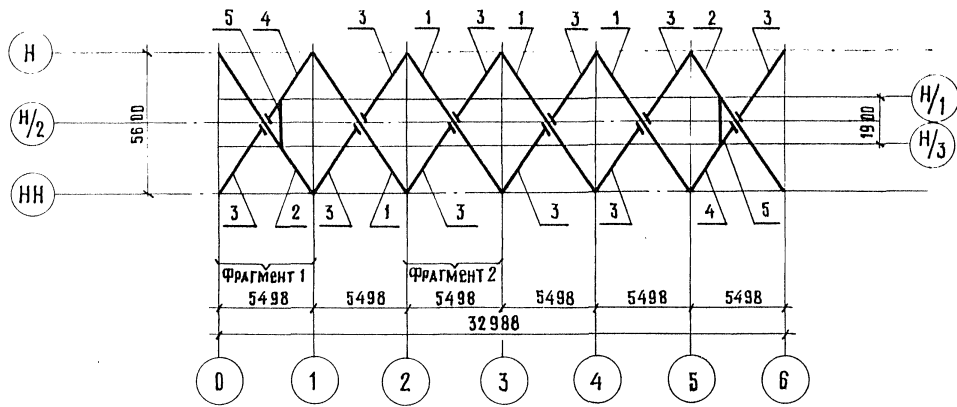 5 4 3 1 3 1 3 1 3 2 3
Н
Н/2
НН
5600
Н/1
Н/3
1900
3 2 3 1 3 3 3 4 5
ФРАГМЕНТ 1 ФРАГМЕНТ 2
5498 5498 5498 5498 5498 5498
32988
0 1 2 3 4 5 6